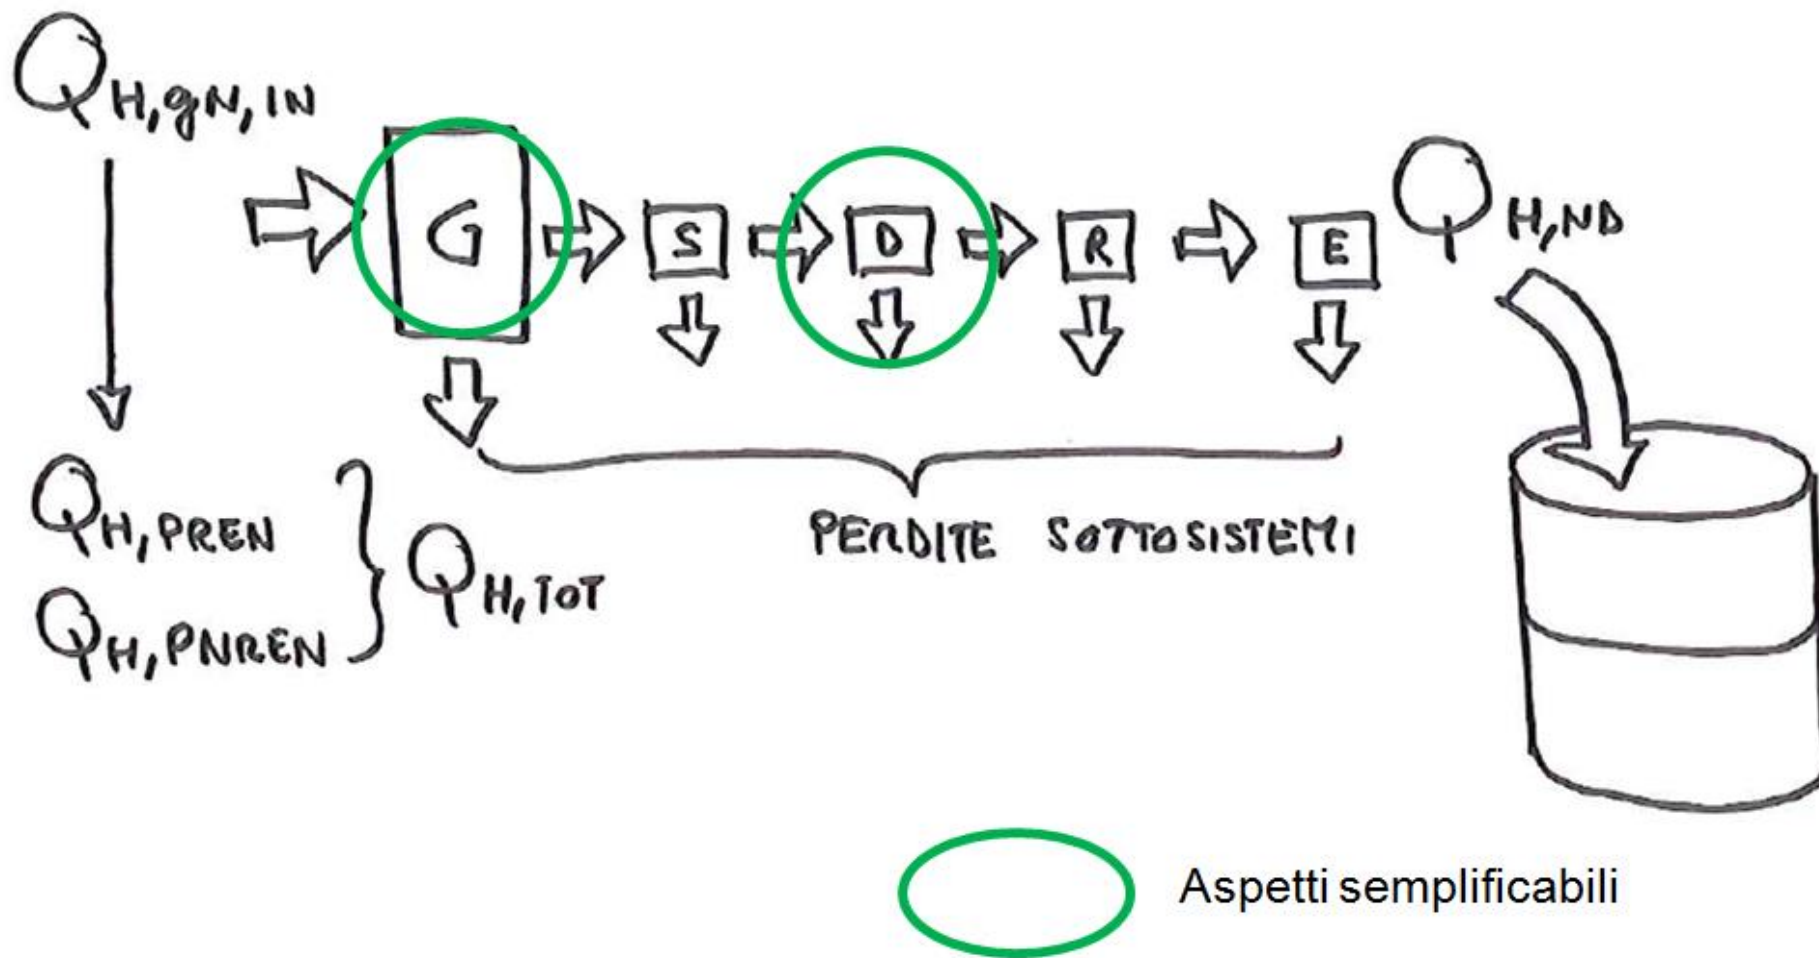 QH,gN,IN
G
S
D
R
E
QH,ND
QH,PREN
QH,PNREN
QH,TOT
PERDITE SOTTOSISTEMI
Aspetti semplificabili